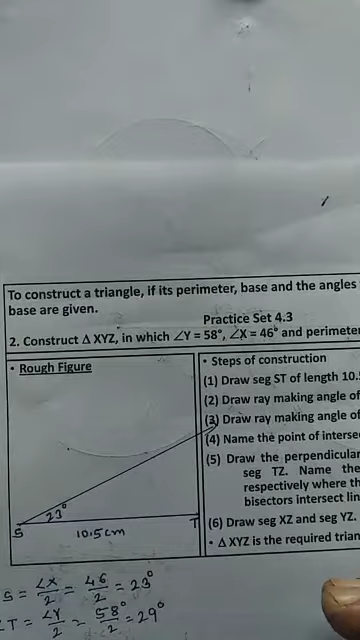 To construct a triangle, if its perimeter, base and the angles
base are given.
Practice Set 4.3
2. Construct Δ XYZ, in which ∠Y = 58°, ∠X = 46° and perimeter
• Rough Figure
• Steps of construction
(1) Draw seg ST of length 10.
(2) Draw ray making angle of
(3) Draw ray making angle of
(4) Name the point of
(5) Draw the perpendicular
seg TZ. Name the
respectively where th
bisectors intersect
(6) Draw seg XZ and seg YZ.
• Δ XYZ is the required
23°
S
T
10.5cm
S = ∠X/2 = 46/2 = 23°
∠T = ∠Y/2 = 58°/2 = 29°